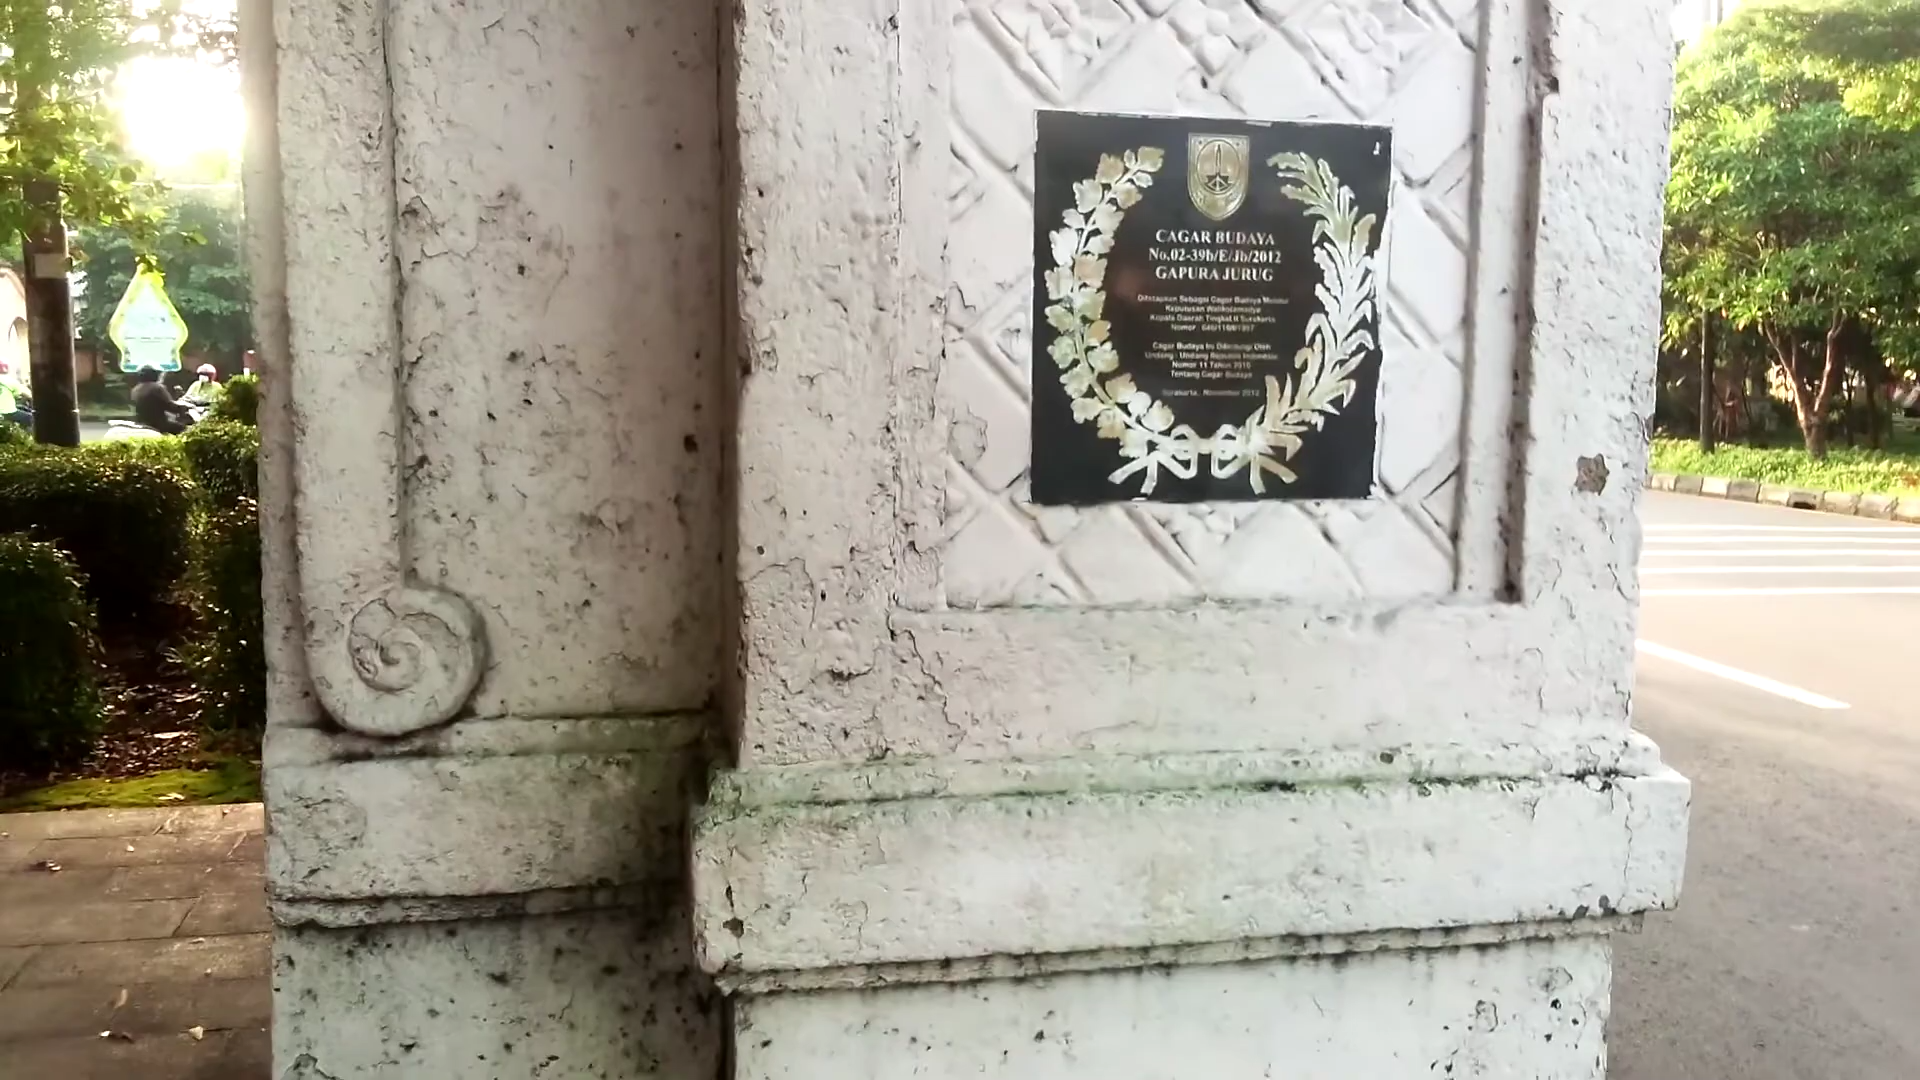 CAGAR BUDAYA
No.02-39b/E/Jb/2012
GAPURA JURUG
Ditetapkan Sebagai Cagar Budaya Melalui
Keputusan Walikotamadya
Kepala Daerah Tingkat II Surakarta
Nomor :
Cagar Budaya Ini Dilindungi Oleh
Undang - Undang Republik Indonesia
Nomor 11 Tahun 2010
Tentang Cagar Budaya
Surakarta, November 2012